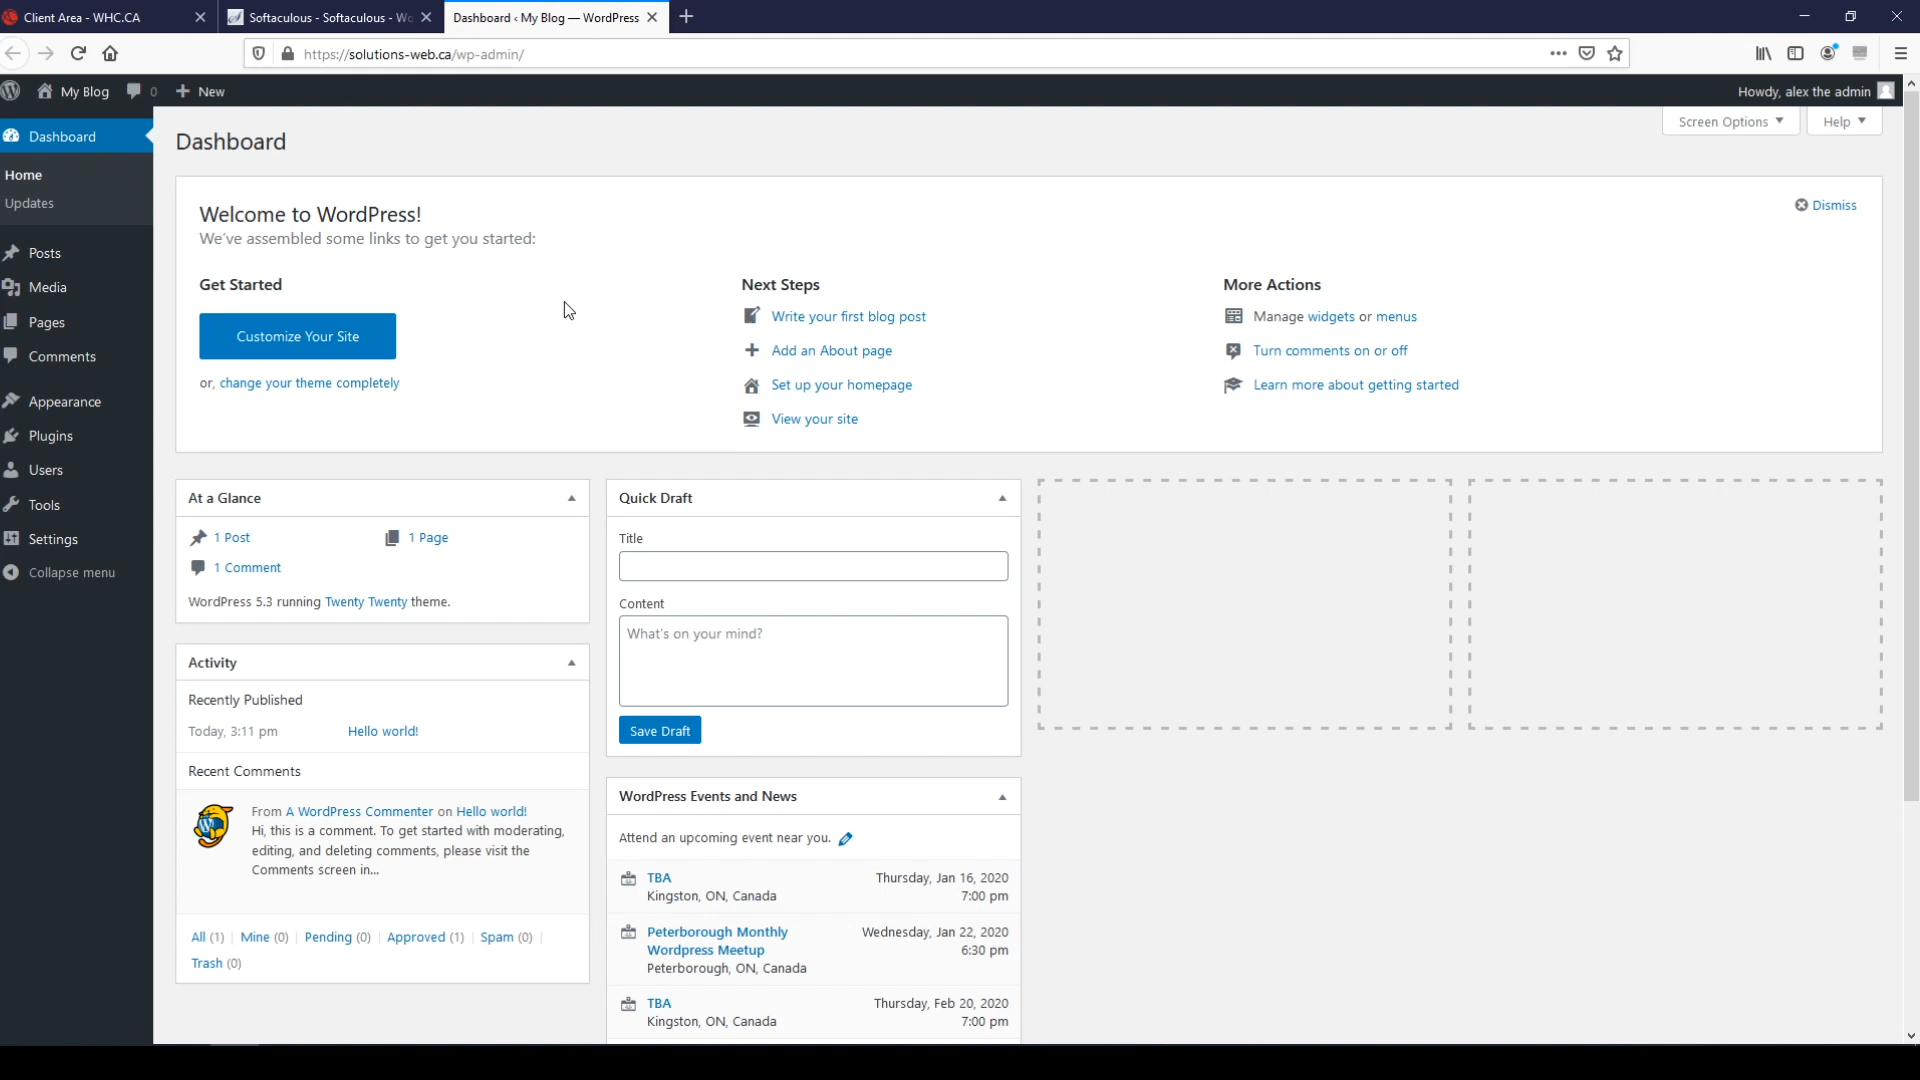 Client Area - WHC.CA
Softaculous - Softaculous - Wo
Dashboard ‹ My Blog — WordPress
https://solutions-web.ca/wp-admin/
My Blog
0
New
Howdy, alex the admin
Dashboard
Home
Updates
Posts
Media
Pages
Comments
Appearance
Plugins
Users
Tools
Settings
Collapse menu
Dashboard
Screen Options
Help
Welcome to WordPress!
We've assembled some links to get you started:
Dismiss
Get Started
Customize Your Site
or, change your theme completely
Next Steps
Write your first blog post
Add an About page
Set up your homepage
View your site
More Actions
Manage widgets or menus
Turn comments on or off
Learn more about getting started
At a Glance
1 Post
1 Page
1 Comment
WordPress 5.3 running Twenty Twenty theme.
Activity
Recently Published
Today, 3:11 pm
Hello world!
Recent Comments
From A WordPress Commenter on Hello world!
Hi, this is a comment. To get started with moderating,
editing, and deleting comments, please visit the
Comments screen in...
All (1) | Mine (0) | Pending (0) | Approved (1) | Spam (0) |
Trash (0)
Quick Draft
Title
Content
What's on your mind?
Save Draft
WordPress Events and News
Attend an upcoming event near you.
TBA
Kingston, ON, Canada
Thursday, Jan 16, 2020
7:00 pm
Peterborough Monthly
Wordpress Meetup
Peterborough, ON, Canada
Wednesday, Jan 22, 2020
6:30 pm
TBA
Kingston, ON, Canada
Thursday, Feb 20, 2020
7:00 pm